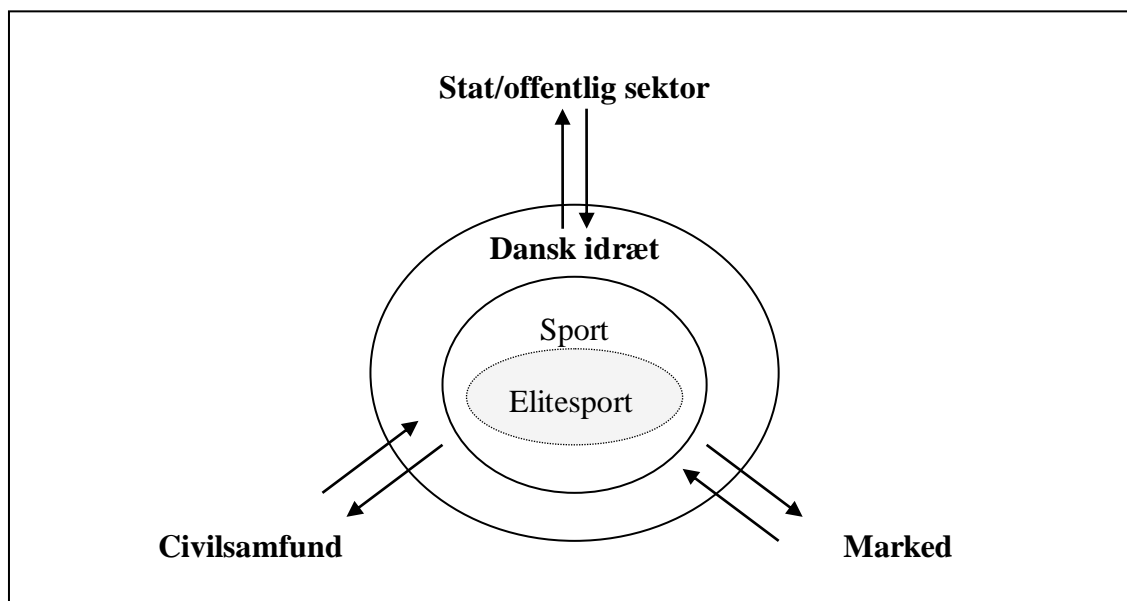 Stat/offentlig sektor
Dansk idræt
Sport
Elitesport
Civilsamfund
Marked